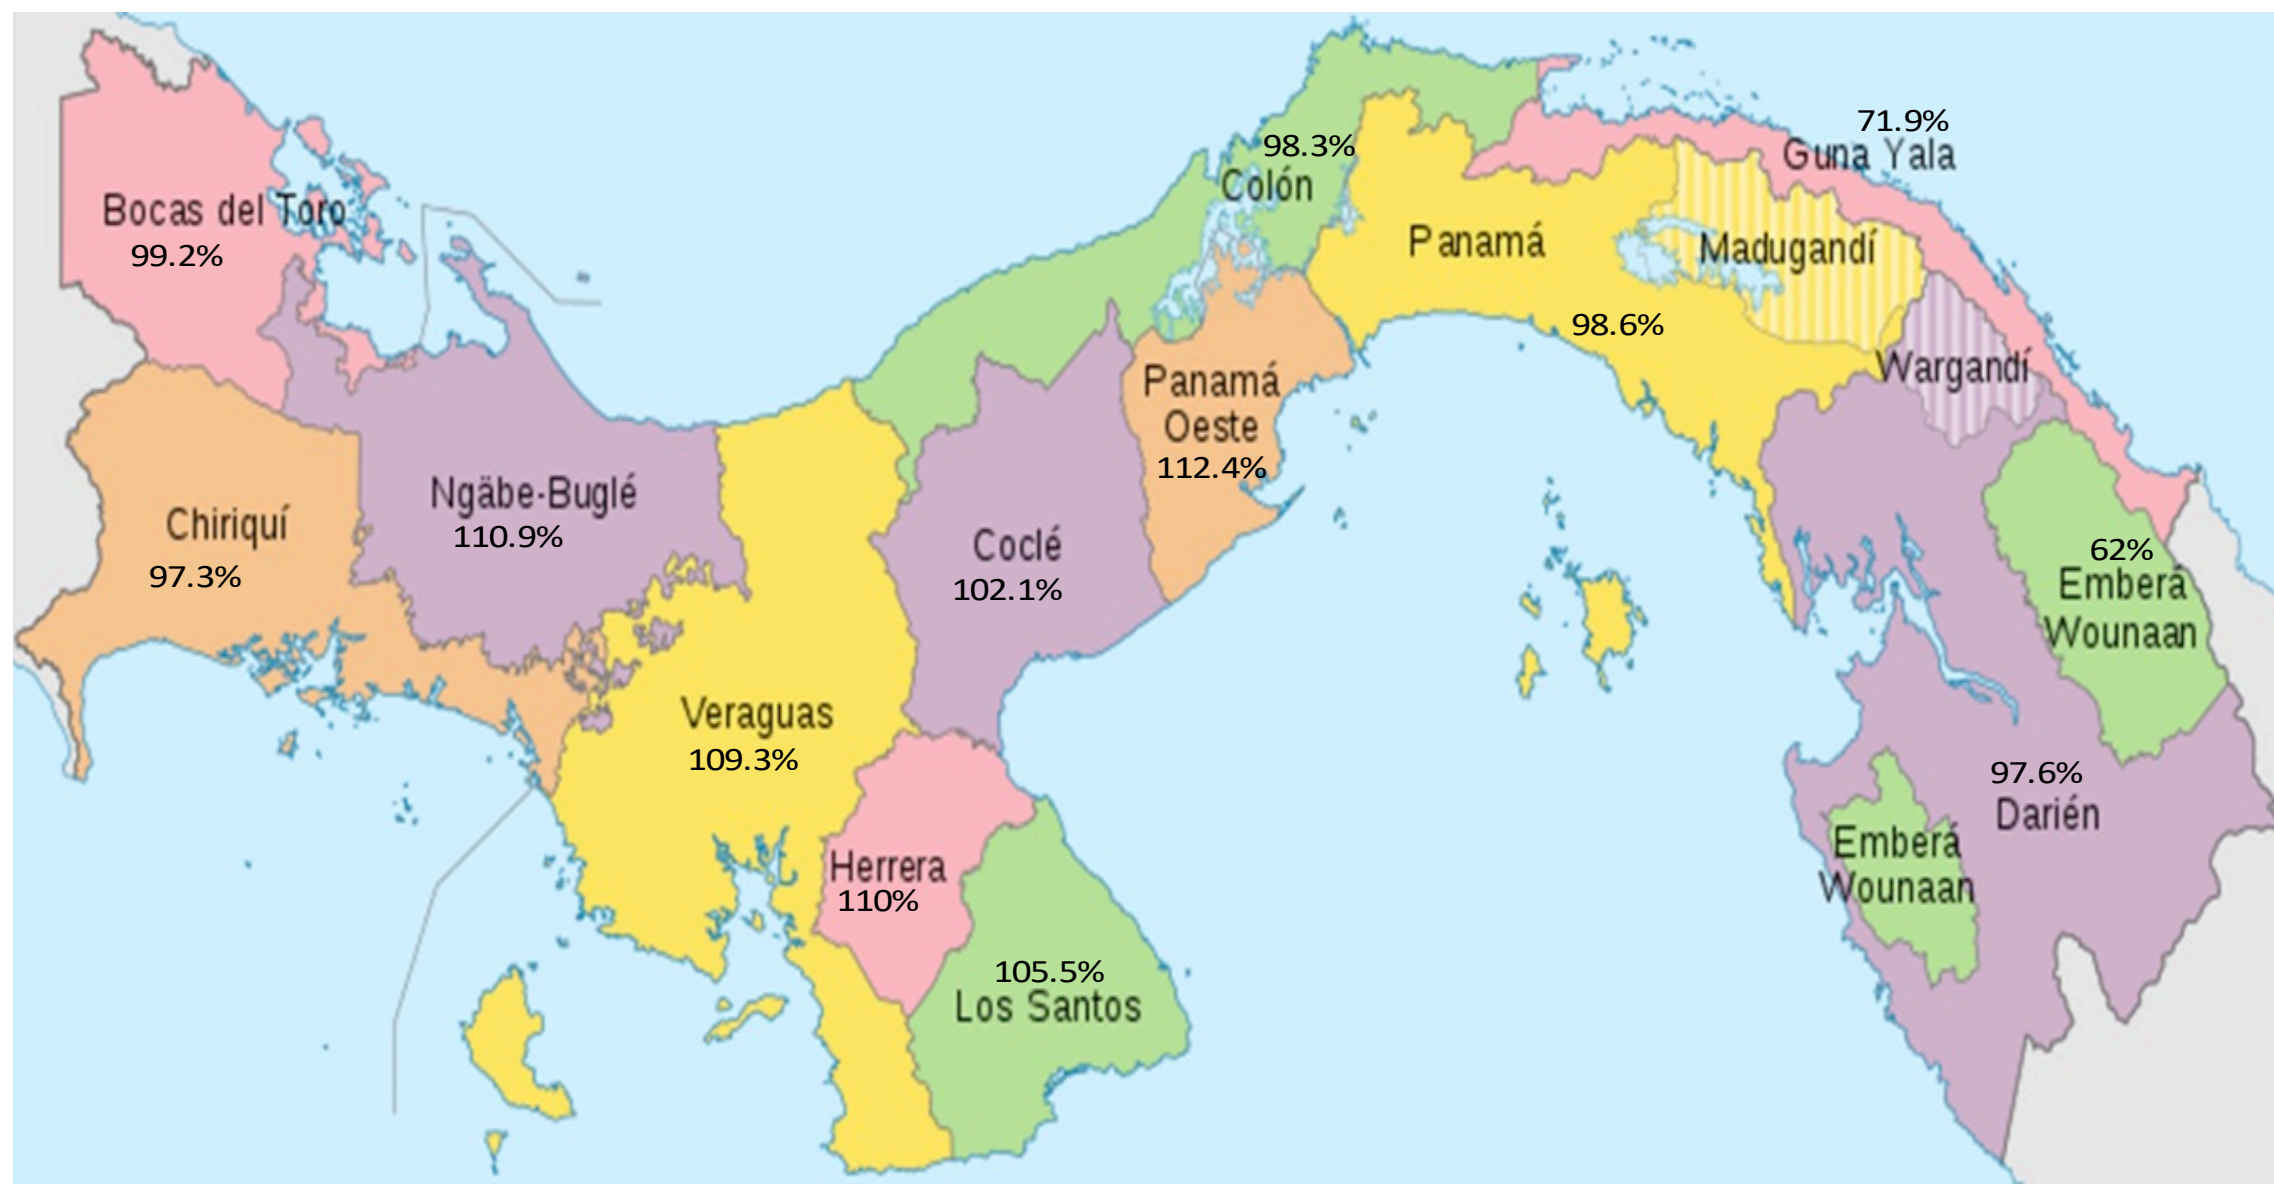 71.9%
Guna Yala
98.3%
Colón
Bocas del Toro
99.2%
Panamá
98.6%
Madugandí
Wargandí
Panamá
Oeste
112.4%
Chiriquí
97.3%
Ngäbe-Buglé
110.9%
Coclé
102.1%
62%
Emberá
Wounaan
Veraguas
109.3%
97.6%
Darién
Emberá
Wounaan
Herrera
110%
105.5%
Los Santos